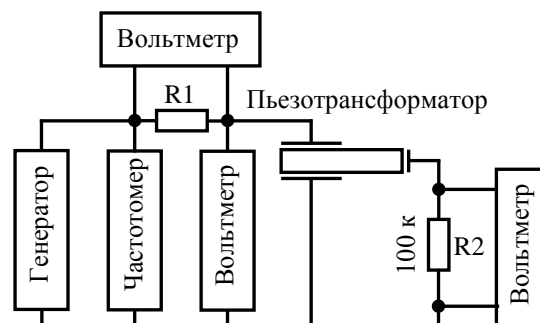 Вольтметр
R1
Пьезотрансформатор
Генератор
Частотомер
Вольтметр
100 к
R2
Вольтметр